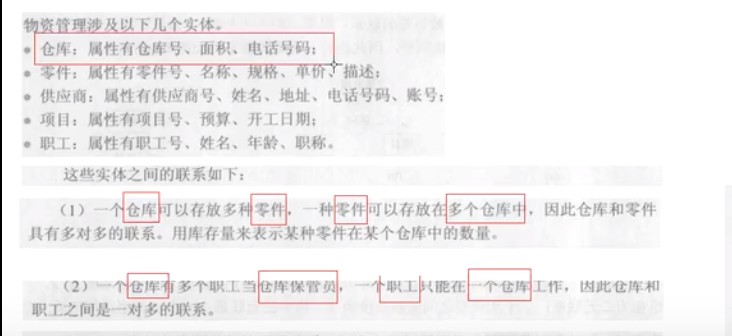 物资管理涉及以下几个实体。
● 仓库：属性有仓库号、面积、电话号码；
● 零件：属性有零件号、名称、规格、单价、描述；
● 供应商：属性有供应商号、姓名、地址、电话号码、账号；
● 项目：属性有项目号、预算、开工日期；
● 职工：属性有职工号、姓名、年龄、职称。
这些实体之间的联系如下：
（1）一个仓库可以存放多种零件，一种零件可以存放在多个仓库中，因此仓库和零件
具有多对多的联系。用库存量来表示某种零件在某个仓库中的数量。
（2）一个仓库有多个职工当仓库保管员，一个职工只能在一个仓库工作，因此仓库和
职工之间是一对多的联系。